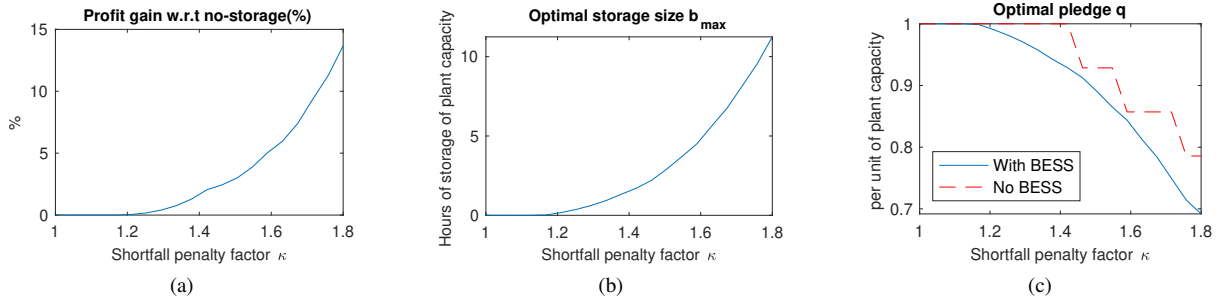 Profit gain w.r.t no-storage(%)
15
10
5
0
%
1
1.2
1.4
1.6
1.8
Shortfall penalty factor κ
(a)
Optimal storage size b_max
10
5
0
Hours of storage of plant capacity
1
1.2
1.4
1.6
1.8
Shortfall penalty factor κ
(b)
Optimal pledge q
1
0.9
0.8
0.7
per unit of plant capacity
With BESS
No BESS
1
1.2
1.4
1.6
1.8
Shortfall penalty factor κ
(c)